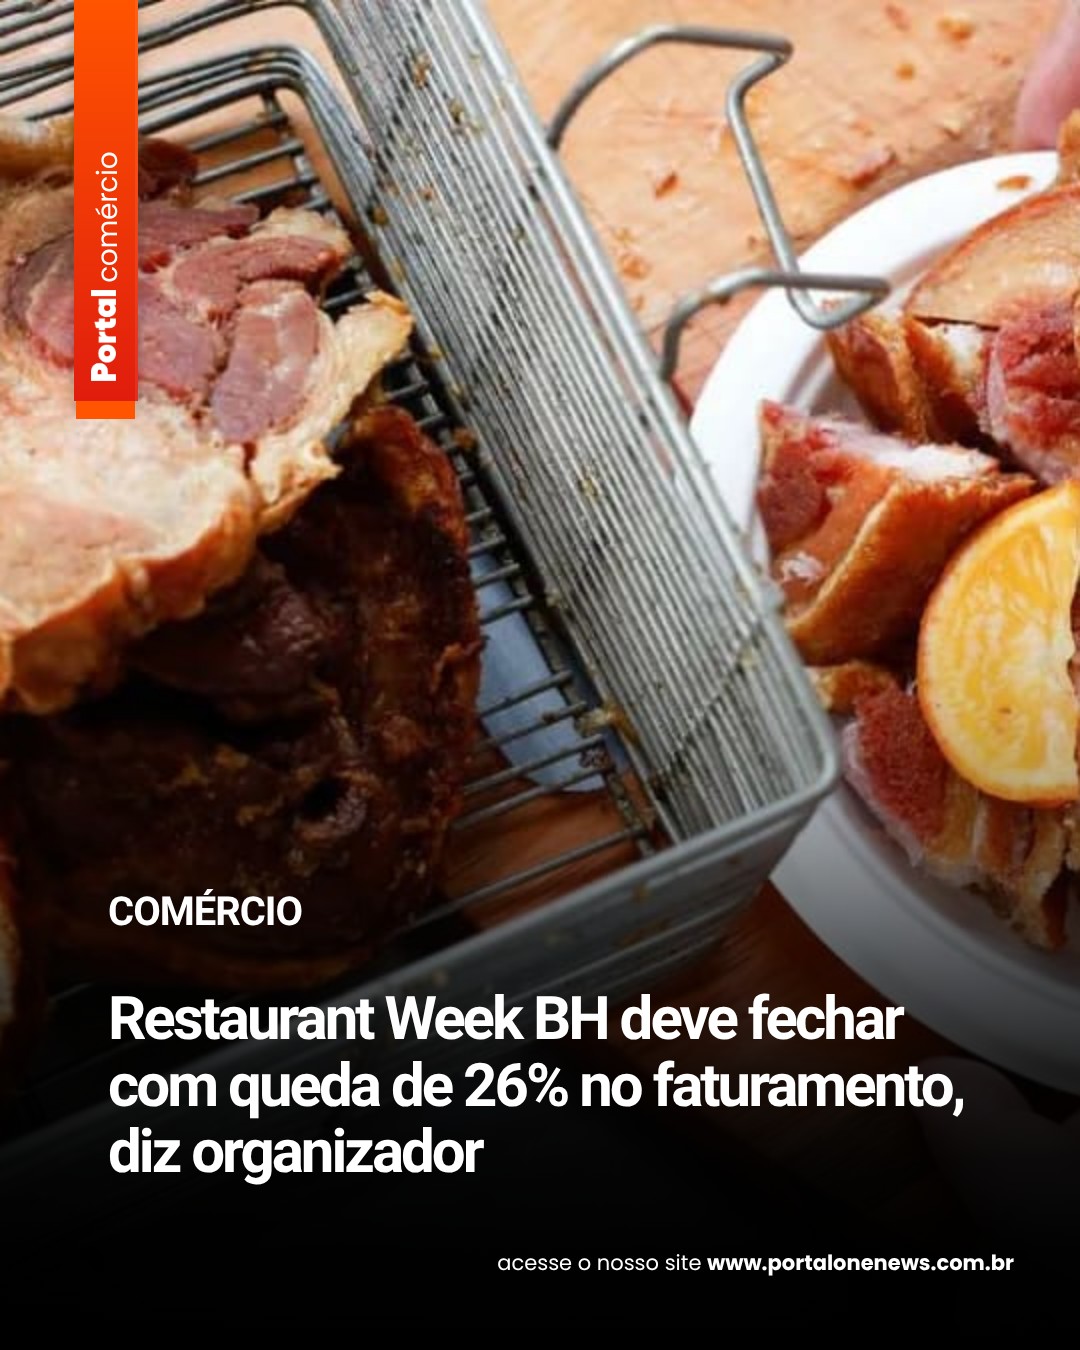 Portal comércio
COMÉRCIO
Restaurant Week BH deve fechar
com queda de 26% no faturamento,
diz organizador
acesse o nosso site www.portalonenews.com.br